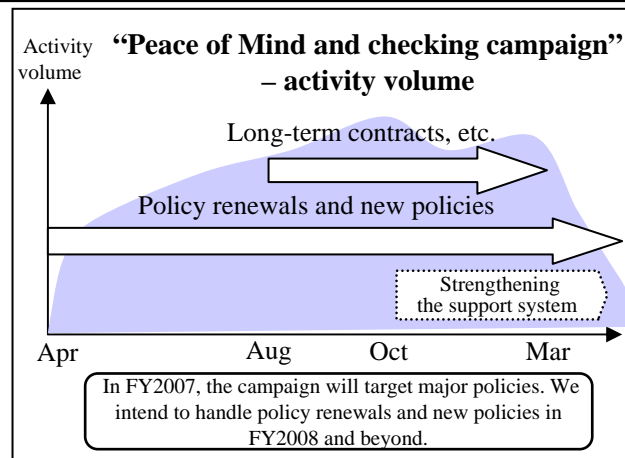 Activity
volume
“Peace of Mind and checking campaign”
– activity volume
Long-term contracts, etc.
Policy renewals and new policies
Strengthening
the support system
Apr
Aug
Oct
Mar
In FY2007, the campaign will target major policies. We
intend to handle policy renewals and new policies in
FY2008 and beyond.